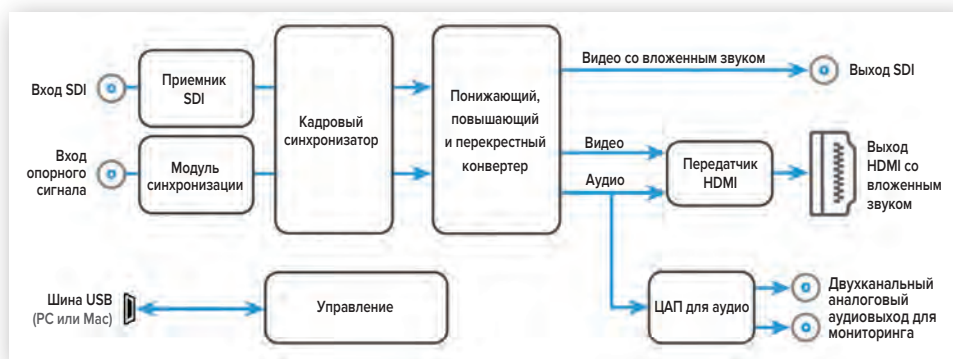 Вход SDI
Приемник
SDI
Вход
опорного
сигнала
Модуль
синхронизации
Кадровый
синхронизатор
Понижающий,
повышающий
и перекрестный
конвертер
Видео со вложенным звуком
Выход SDI
Видео
Аудио
Передатчик
HDMI
Выход
HDMI со
вложенным
звуком
Шина USB
(PC или Mac)
Управление
ЦАП для аудио
Двухканальный
аналоговый
аудиовыход для
мониторинга